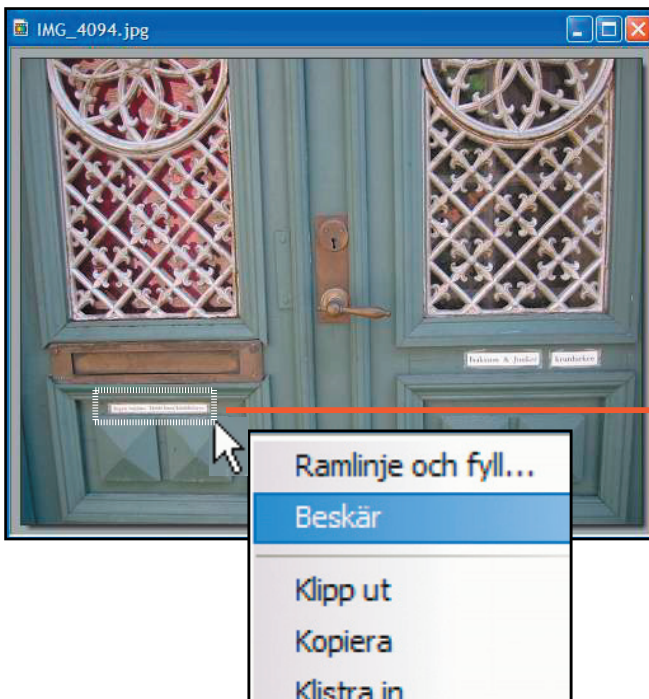 IMG_4094.jpg
Ramlinje och fyll...
Beskär
Klipp ut
Kopiera
Klistra in